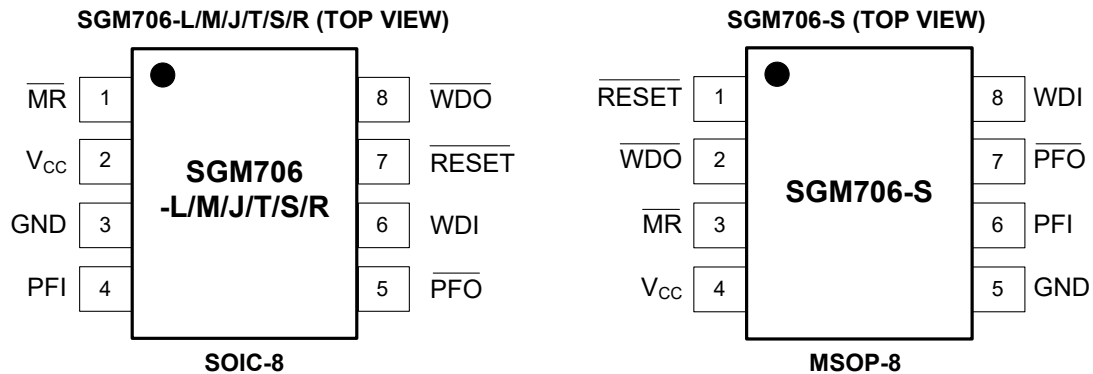 SGM706-L/M/J/T/S/R (TOP VIEW)
MR 1
VCC 2
GND 3
PFI 4
SGM706
-L/M/J/T/S/R
8 WDO
7 RESET
6 WDI
5 PFO
SOIC-8
SGM706-S (TOP VIEW)
RESET 1
WDO 2
MR 3
VCC 4
SGM706-S
8 WDI
7 PFO
6 PFI
5 GND
MSOP-8